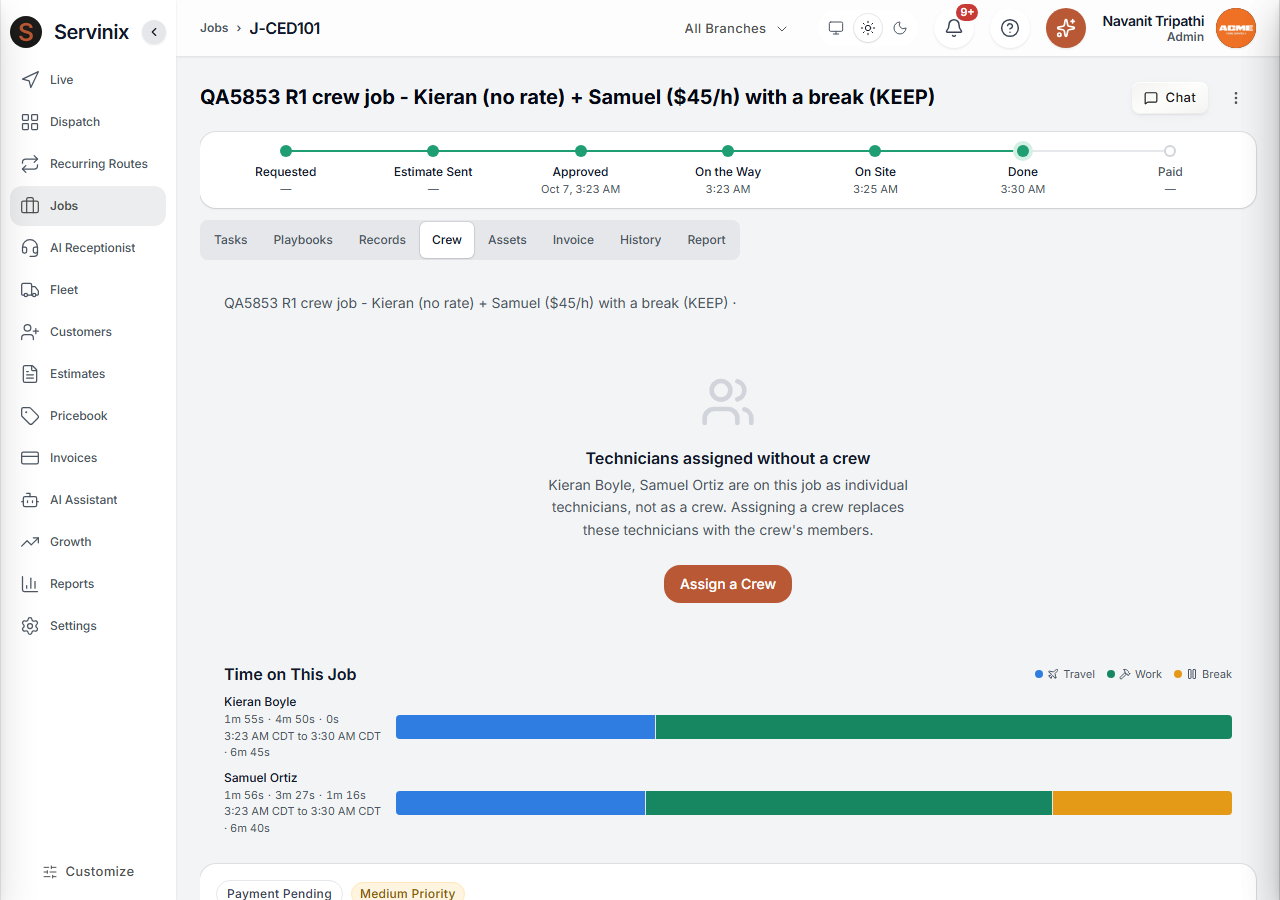 Servinix
Jobs › J-CED101
All Branches
9+
Navanit Tripathi
Admin
ACME
Live
Dispatch
Recurring Routes
Jobs
AI Receptionist
Fleet
Customers
Estimates
Pricebook
Invoices
AI Assistant
Growth
Reports
Settings
Customize
QA5853 R1 crew job - Kieran (no rate) + Samuel ($45/h) with a break (KEEP)
Chat
Requested
—
Estimate Sent
—
Approved
Oct 7, 3:23 AM
On the Way
3:23 AM
On Site
3:25 AM
Done
3:30 AM
Paid
—
Tasks Playbooks Records Crew Assets Invoice History Report
QA5853 R1 crew job - Kieran (no rate) + Samuel ($45/h) with a break (KEEP) ·
Technicians assigned without a crew
Kieran Boyle, Samuel Ortiz are on this job as individual
technicians, not as a crew. Assigning a crew replaces
these technicians with the crew's members.
Assign a Crew
Time on This Job
Travel Work Break
Kieran Boyle
1m 55s · 4m 50s · 0s
3:23 AM CDT to 3:30 AM CDT
· 6m 45s
Samuel Ortiz
1m 56s · 3m 27s · 1m 16s
3:23 AM CDT to 3:30 AM CDT
· 6m 40s
Payment Pending Medium Priority